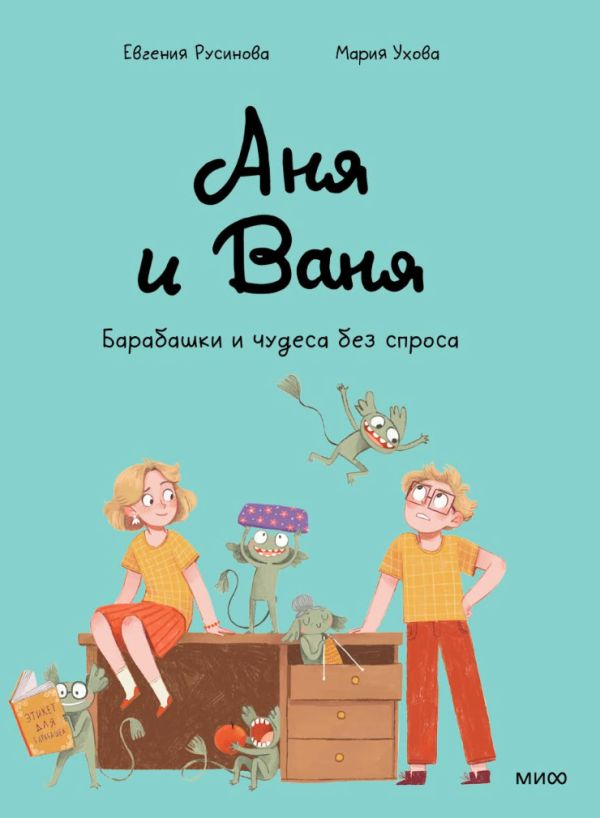 Евгения Русинова
Мария Ухова
Аня
и Ваня
Барабашки и чудеса без спроса
ЭТИКЕТ
ДЛЯ
БАРАБАШЕК
МИФ